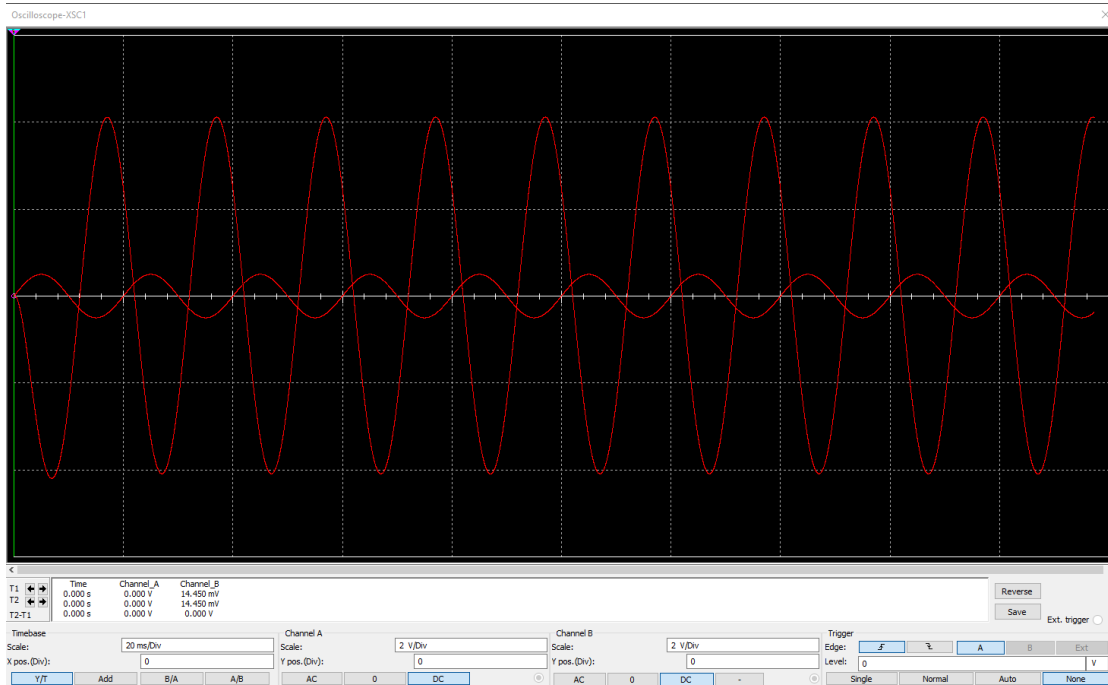 Oscilloscope-XSC1
Time Channel_A Channel_B
T1 0.000 s 0.000 V 14.450 mV
T2 0.000 s 0.000 V 14.450 mV
T2-T1 0.000 s 0.000 V 0.000 V
Reverse
Save
Ext. trigger
Timebase Channel A Channel B Trigger
Scale: 20 ms/Div Scale: 2 V/Div Scale: 2 V/Div Edge: A B Ext
X pos.(Div): 0 Y pos.(Div): 0 Y pos.(Div): 0 Level: 0 V
Y/T Add B/A A/B AC 0 DC AC 0 DC - Single Normal Auto None